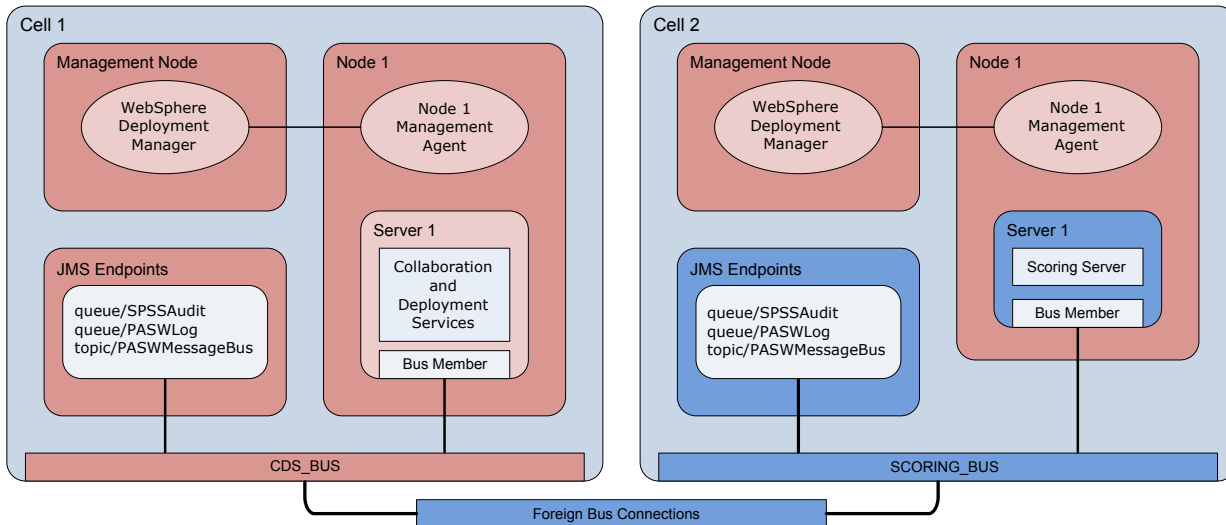 Cell 1
Management Node
WebSphere
Deployment
Manager
Node 1
Node 1
Management
Agent
Server 1
Collaboration
and
Deployment
Services
Bus Member
JMS Endpoints
queue/SPSSAudit
queue/PASWLog
topic/PASWMessageBus
CDS_BUS
Cell 2
Management Node
WebSphere
Deployment
Manager
Node 1
Node 1
Management
Agent
Server 1
Scoring Server
Bus Member
JMS Endpoints
queue/SPSSAudit
queue/PASWLog
topic/PASWMessageBus
SCORING_BUS
Foreign Bus Connections